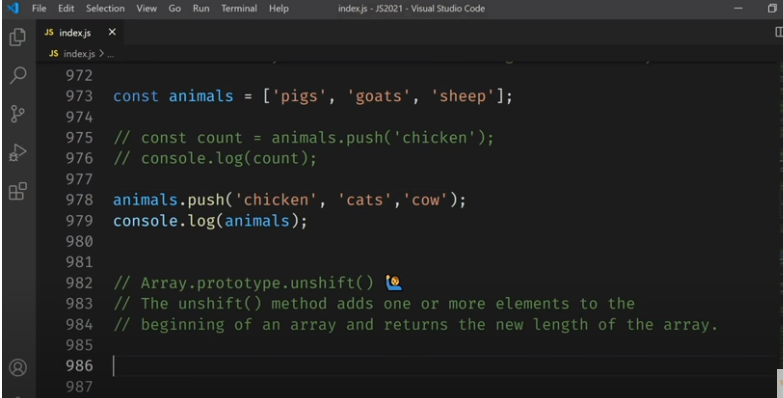 File Edit Selection View Go Run Terminal Help index.js - JS2021 - Visual Studio Code
JS index.js ×
JS index.js > ...
972
973 const animals = ['pigs', 'goats', 'sheep'];
974
975 // const count = animals.push('chicken');
976 // console.log(count);
977
978 animals.push('chicken', 'cats','cow');
979 console.log(animals);
980
981
982 // Array.prototype.unshift() 🙋
983 // The unshift() method adds one or more elements to the
984 // beginning of an array and returns the new length of the array.
985
986
987